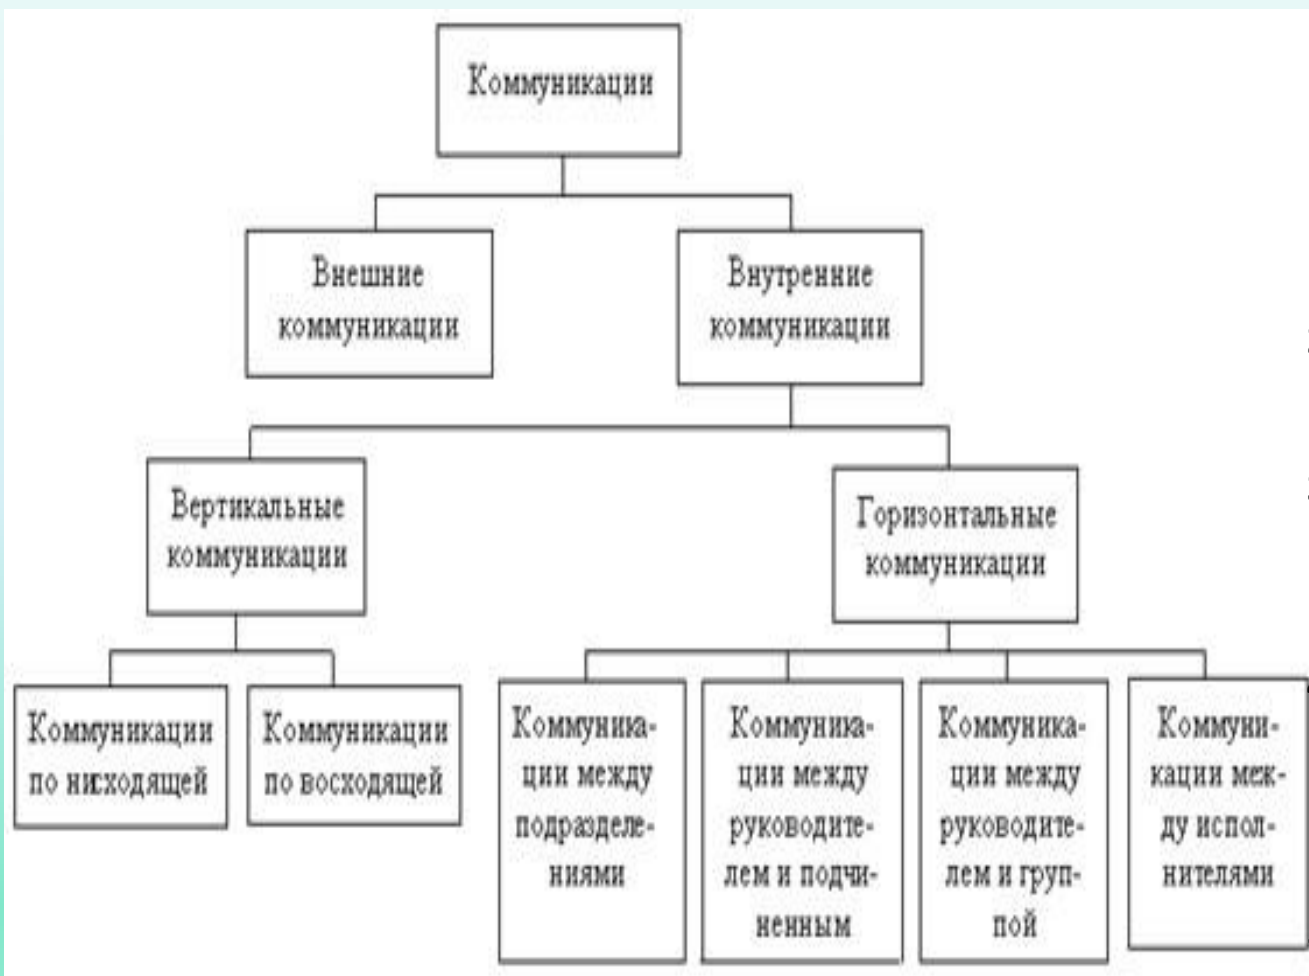 Коммуникации
Внешние
коммуникации
Внутренние
коммуникации
Вертикальные
коммуникации
Горизонтальные
коммуникации
Коммуникации
по нисходящей
Коммуникации
по восходящей
Коммуника-
ции между
подразделе-
ниями
Коммуника-
ции между
руководите-
лем и подчи-
ненным
Коммуника-
ции между
руководите-
лем и груп-
пой
Коммуни-
кации меж-
ду испол-
нителями